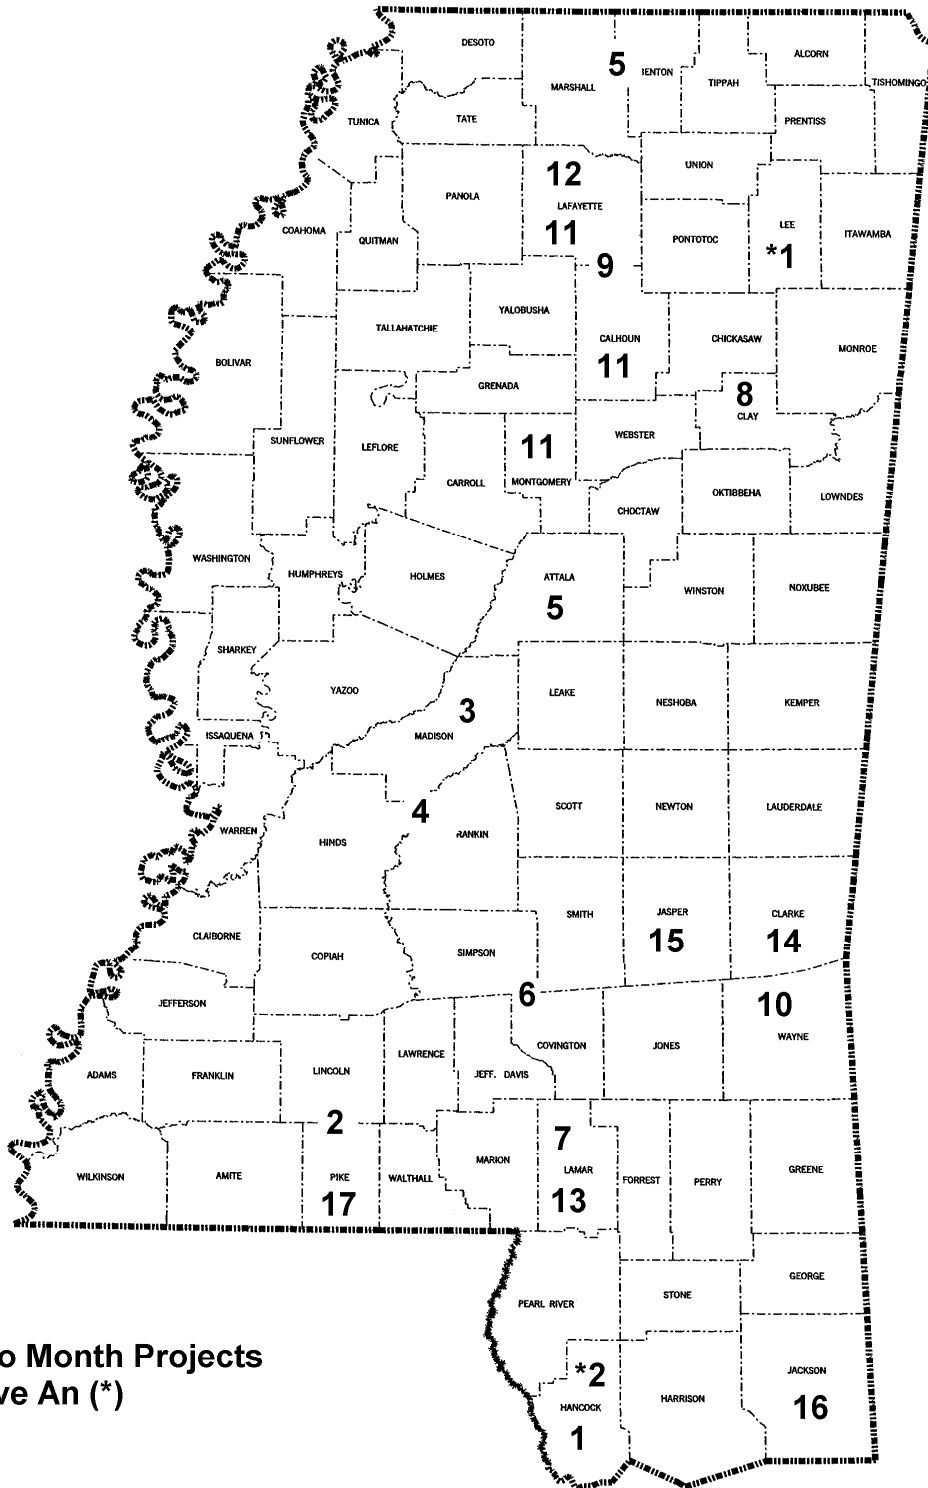 DESOTO
ALCORN
5
MARSHALL
TIPPAH
TISHOMINGO
TUNICA
TATE
PRENTISS
UNION
12
PANOLA
LAFAYETTE
LEE
COAHOMA
QUITMAN
11
PONTOTOC
ITAWAMBA
*1
9
YALOBUSHA
TALLAHATCHIE
CALHOUN
CHICKASAW
MONROE
BOLIVAR
11
GRENADA
8
CLAY
SUNFLOWER
LEFLORE
11
WEBSTER
CARROLL
MONTGOMERY
OKTIBBEHA
LOWNDES
CHOCTAW
WASHINGTON
HUMPHREYS
HOLMES
ATTALA
WINSTON
NOXUBEE
5
SHARKEY
YAZOO
LEAKE
NESHOBA
KEMPER
3
ISSAQUENA
MADISON
4
SCOTT
NEWTON
LAUDERDALE
WARREN
HINDS
RANKIN
SMITH
JASPER
CLARKE
CLAIBORNE
COPIAH
SIMPSON
15
14
6
JEFFERSON
10
COVINGTON
JONES
WAYNE
ADAMS
FRANKLIN
LINCOLN
LAWRENCE
JEFF. DAVIS
2
7
WILKINSON
AMITE
PIKE
WALTHALL
MARION
LAMAR
FORREST
PERRY
GREENE
17
13
PEARL RIVER
STONE
GEORGE
o Month Projects
ve An (*)
*2
HANCOCK
HARRISON
JACKSON
16
1